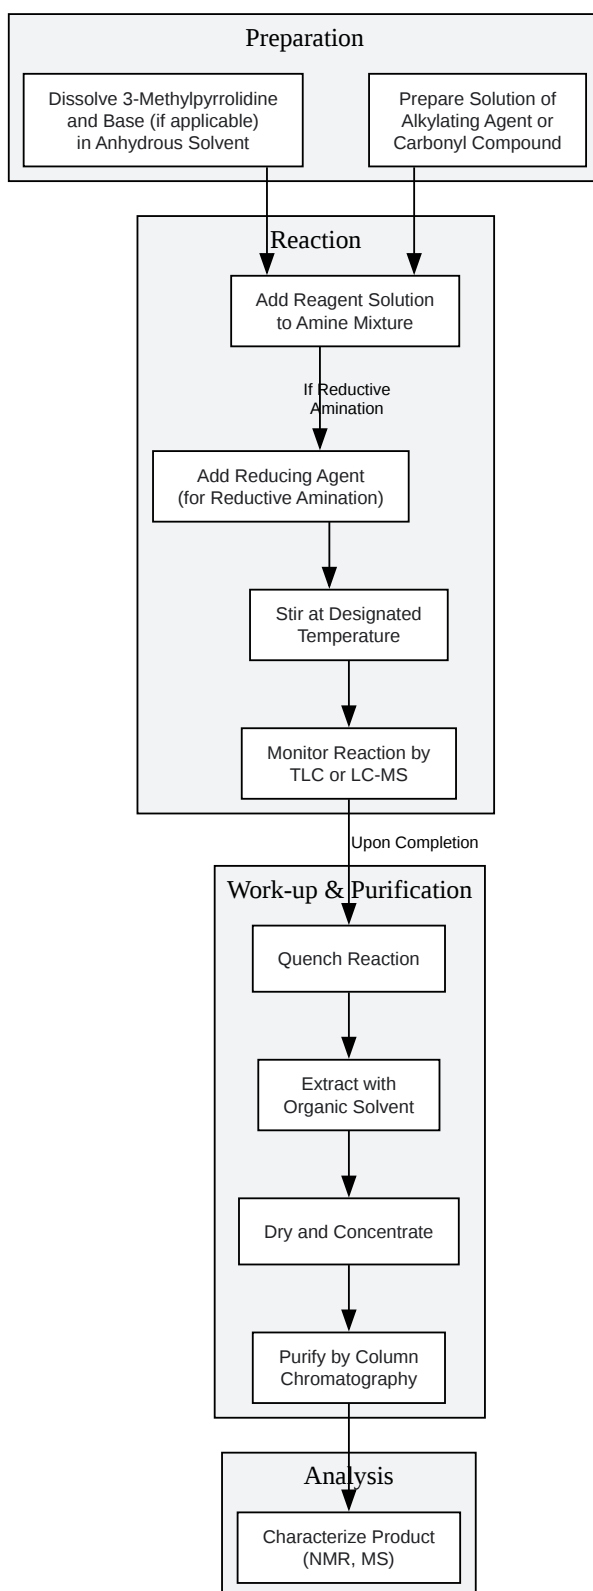 Preparation
Dissolve 3-Methylpyrrolidine
and Base (if applicable)
in Anhydrous Solvent
Prepare Solution of
Alkylating Agent or
Carbonyl Compound
Reaction
Add Reagent Solution
to Amine Mixture
If Reductive
Amination
Add Reducing Agent
(for Reductive Amination)
Stir at Designated
Temperature
Monitor Reaction by
TLC or LC-MS
Upon Completion
Work-up & Purification
Quench Reaction
Extract with
Organic Solvent
Dry and Concentrate
Purify by Column
Chromatography
Analysis
Characterize Product
(NMR, MS)